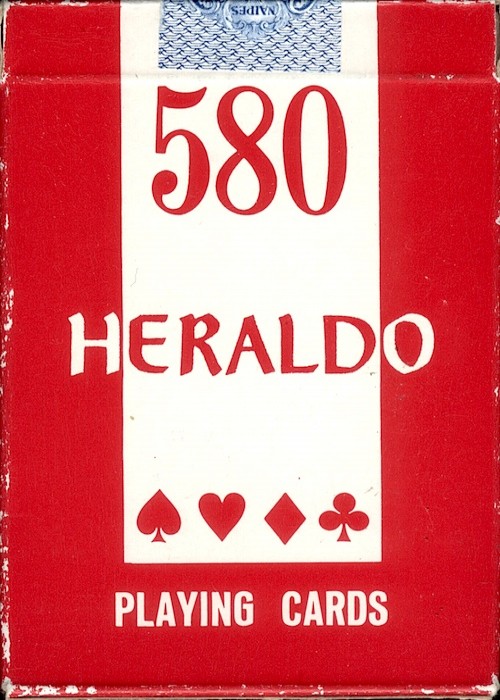 NAIPES
580
HERALDO
PLAYING CARDS